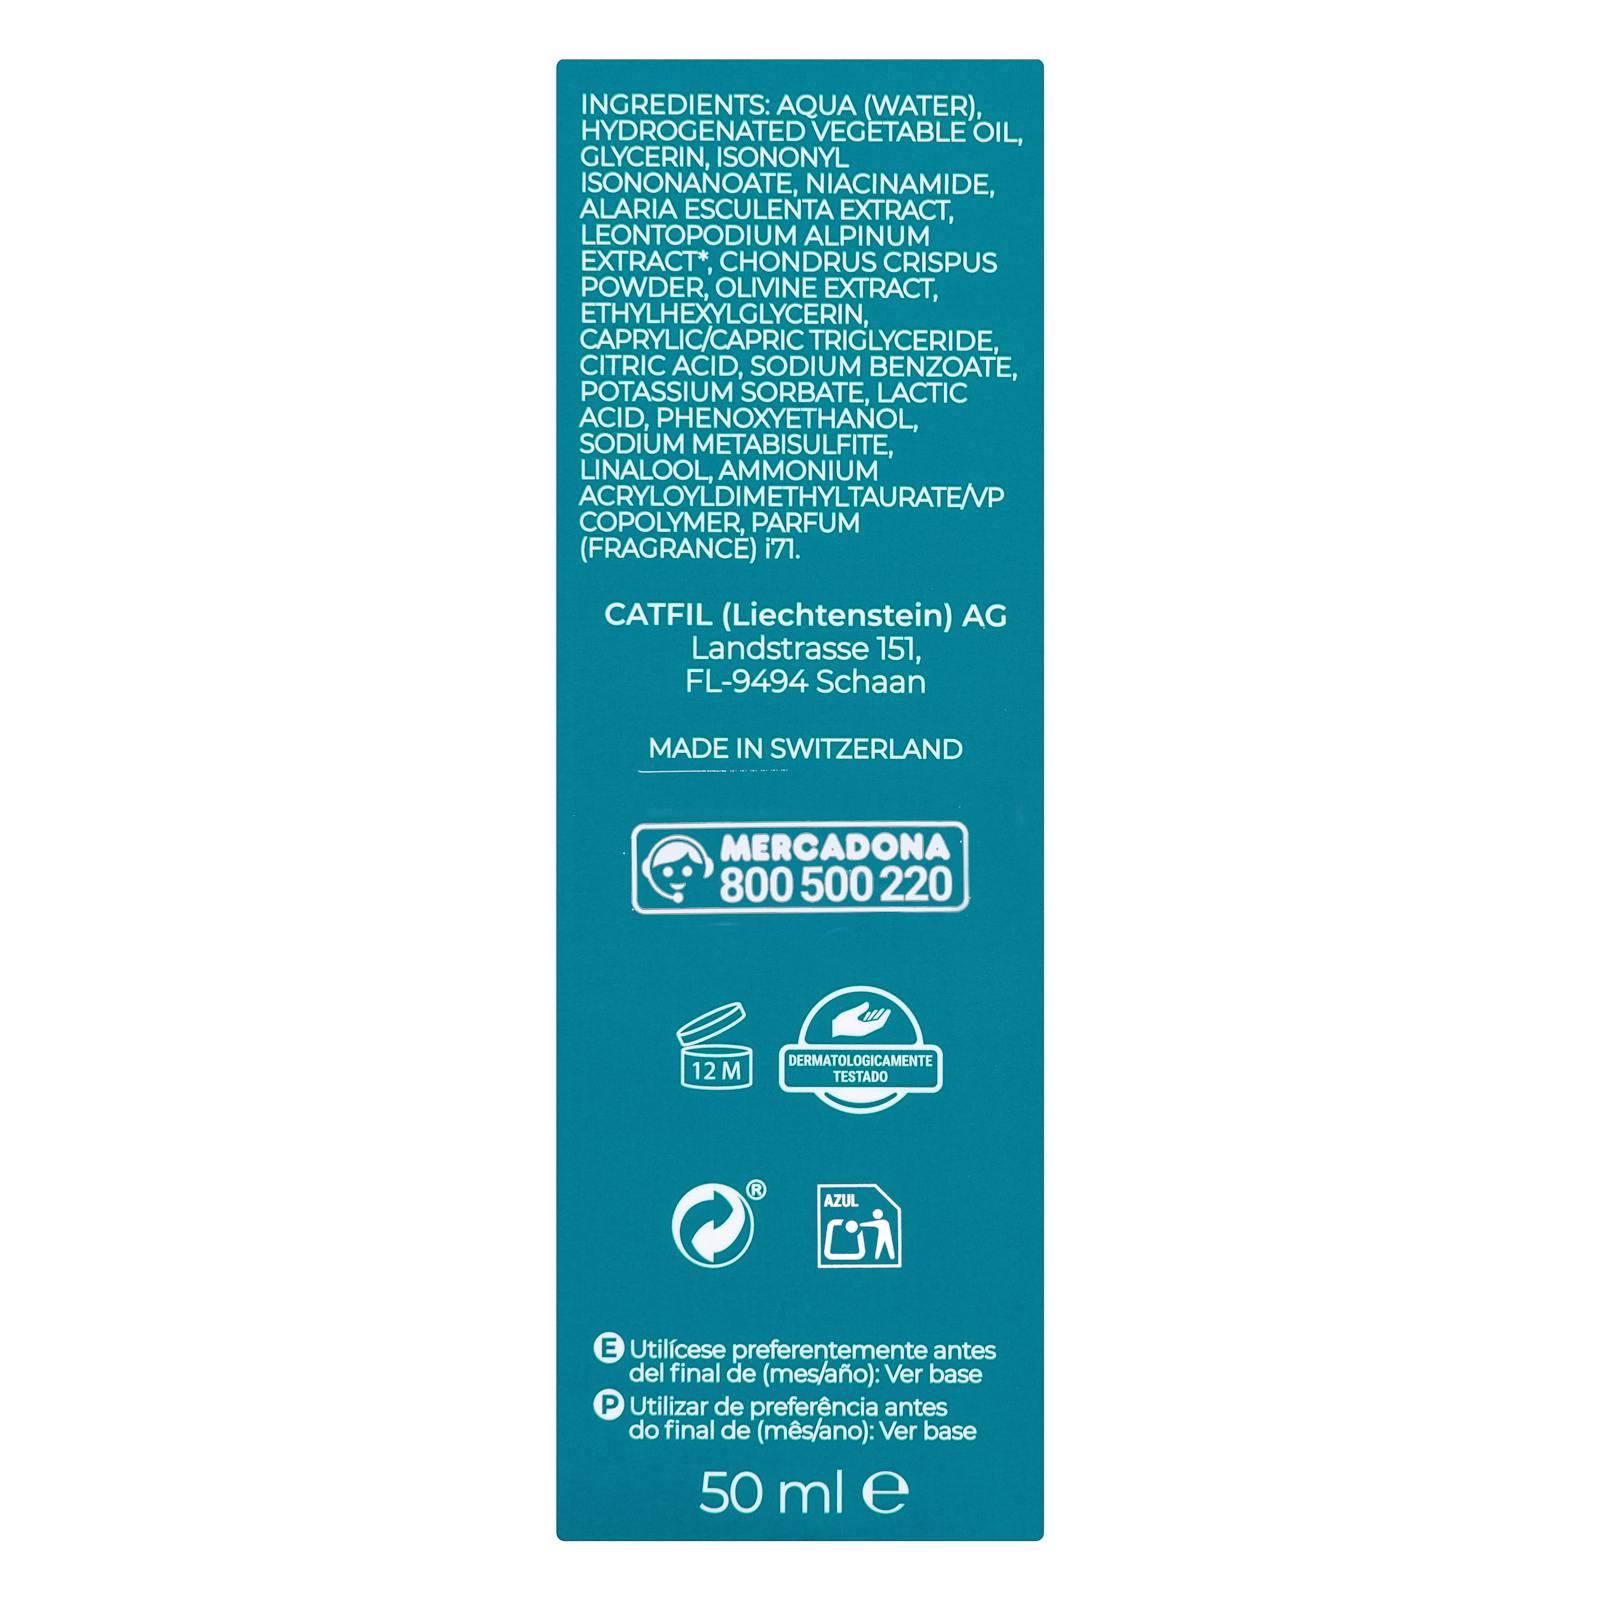 INGREDIENTS: AQUA (WATER),
HYDROGENATED VEGETABLE OIL,
GLYCERIN, ISONONYL
ISONONANOATE, NIACINAMIDE,
ALARIA ESCULENTA EXTRACT,
LEONTOPODIUM ALPINUM
EXTRACT*, CHONDRUS CRISPUS
POWDER, OLIVINE EXTRACT,
ETHYLHEXYLGLYCERIN,
CAPRYLIC/CAPRIC TRIGLYCERIDE,
CITRIC ACID, SODIUM BENZOATE,
POTASSIUM SORBATE, LACTIC
ACID, PHENOXYETHANOL,
SODIUM METABISULFITE,
LINALOOL, AMMONIUM
ACRYLOYLDIMETHYLTAURATE/VP
COPOLYMER, PARFUM
(FRAGRANCE) i71.
CATFIL (Liechtenstein) AG
Landstrasse 151,
FL-9494 Schaan
MADE IN SWITZERLAND
MERCADONA
800 500 220
12 M
DERMATOLOGICAMENTE
TESTADO
®
AZUL
E Utilícese preferentemente antes
del final de (mes/año): Ver base
P Utilizar de preferência antes
do final de (mês/ano): Ver base
50 ml e